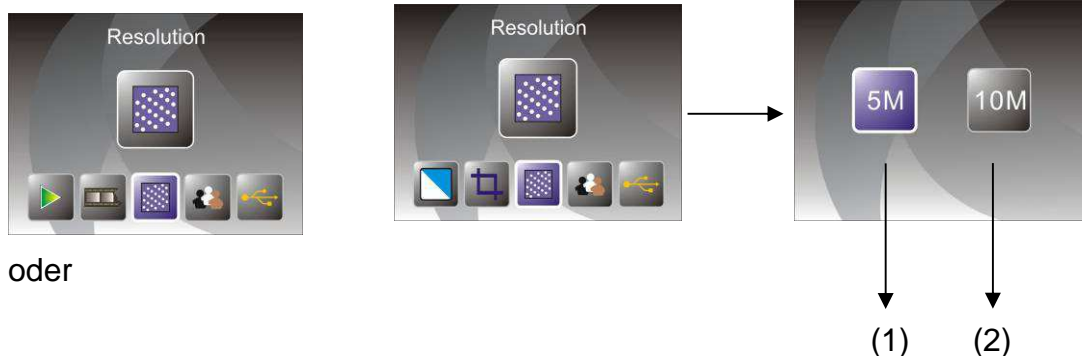 Resolution
Resolution
5M
10M
oder
(1)
(2)